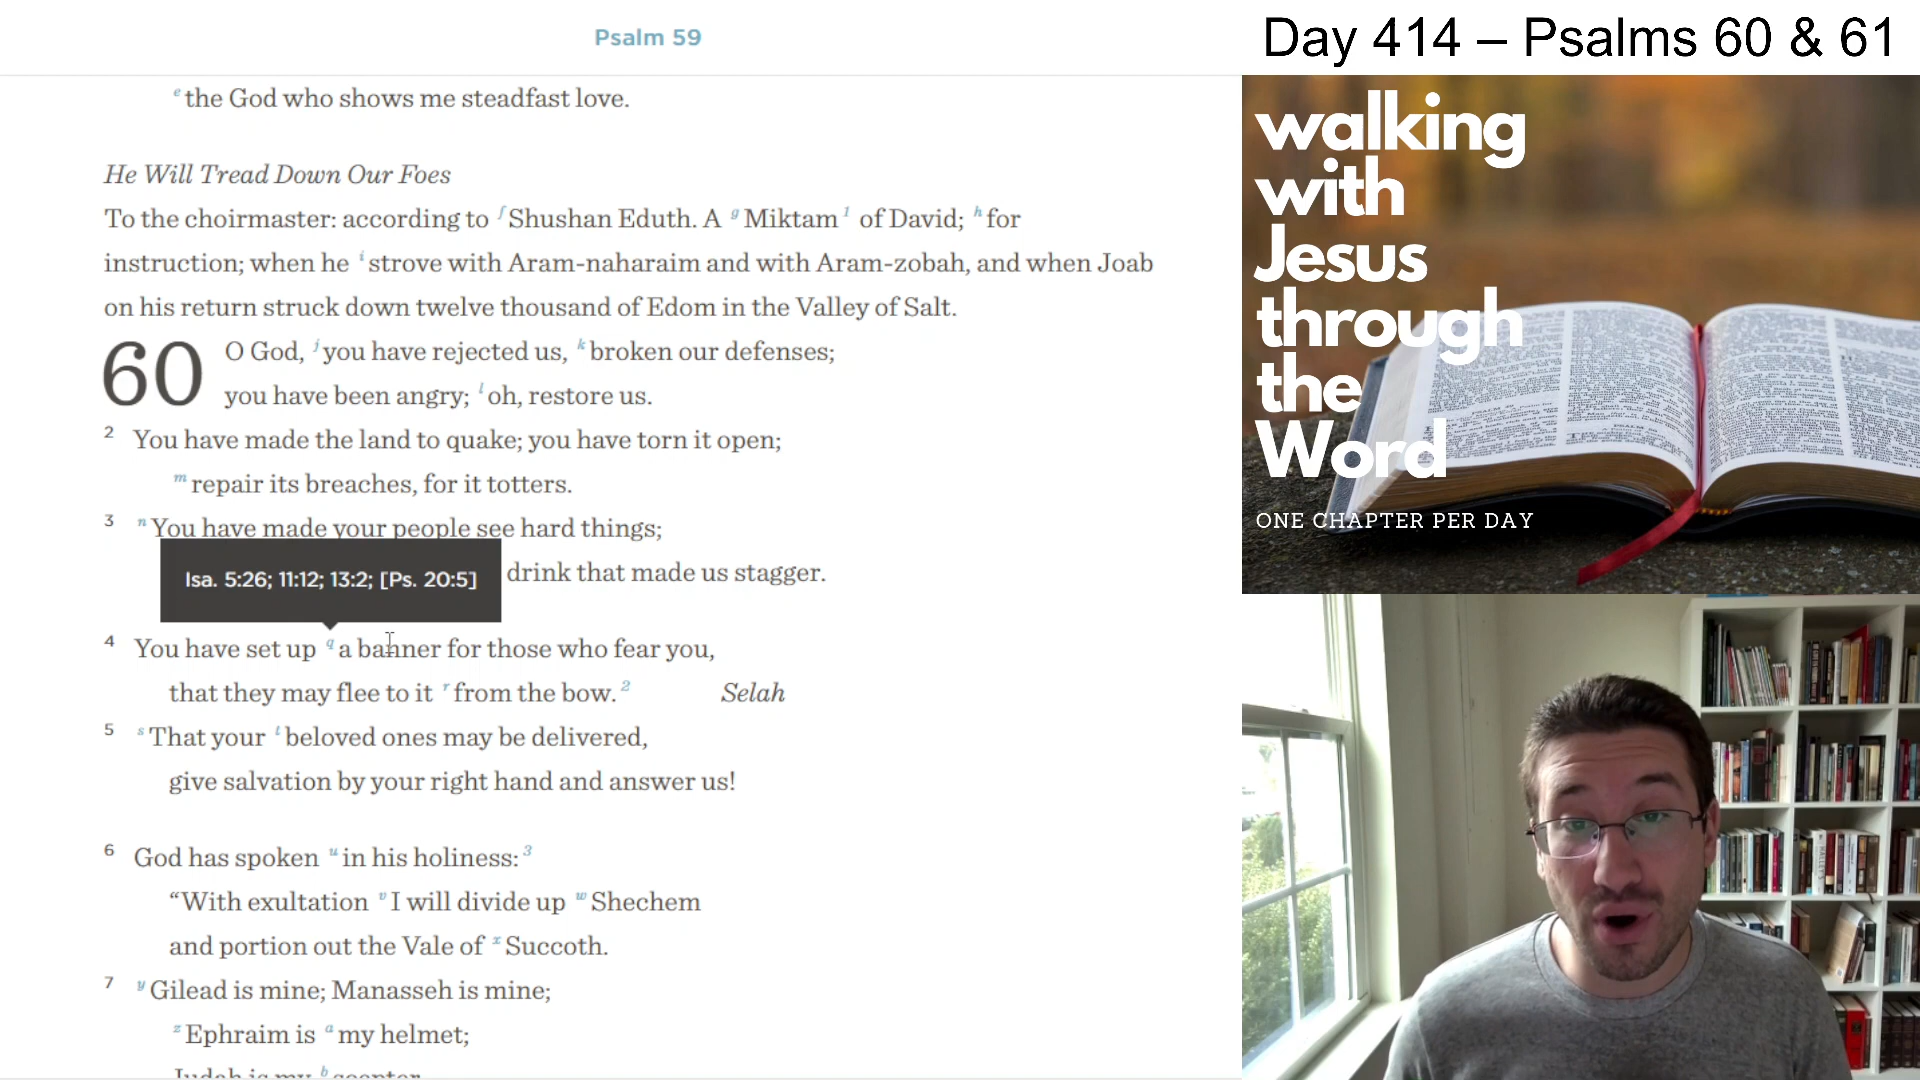 Psalm 59
Day 414 – Psalms 60 & 61
e the God who shows me steadfast love.
He Will Tread Down Our Foes
To the choirmaster: according to f Shushan Eduth. A g Miktam 1 of David; h for
instruction; when he i strove with Aram-naharaim and with Aram-zobah, and when Joab
on his return struck down twelve thousand of Edom in the Valley of Salt.
60 O God, j you have rejected us, k broken our defenses;
you have been angry; l oh, restore us.
2 You have made the land to quake; you have torn it open;
m repair its breaches, for it totters.
3 n You have made your people see hard things;
drink that made us stagger.
Isa. 5:26; 11:12; 13:2; [Ps. 20:5]
4 You have set up q a banner for those who fear you,
that they may flee to it r from the bow. 2 Selah
5 s That your t beloved ones may be delivered,
give salvation by your right hand and answer us!
6 God has spoken u in his holiness: 3
“With exultation v I will divide up w Shechem
and portion out the Vale of x Succoth.
7 y Gilead is mine; Manasseh is mine;
z Ephraim is a my helmet;
Judah is my b scepter.
walking
with
Jesus
through
the
Word
ONE CHAPTER PER DAY